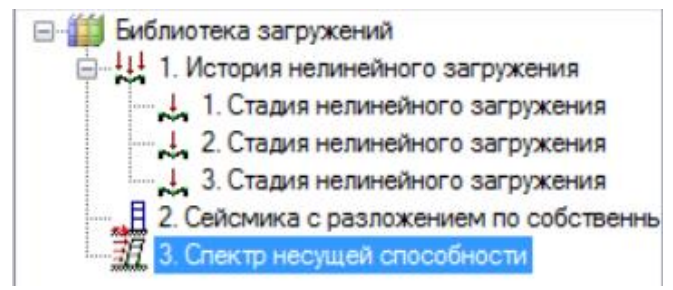 Библиотека загружений
1. История нелинейного загружения
1. Стадия нелинейного загружения
2. Стадия нелинейного загружения
3. Стадия нелинейного загружения
2. Сейсмика с разложением по собственнь
3. Спектр несущей способности